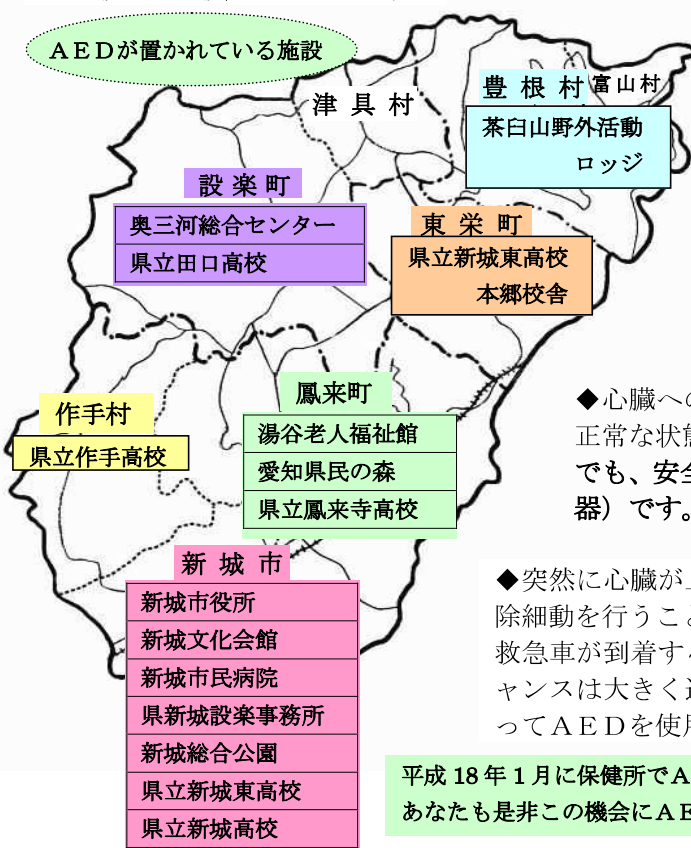 AEDが置かれている施設
津具村
豊根村
富山村
茶臼山野外活動
ロッジ
設楽町
奥三河総合センター
県立田口高校
東栄町
県立新城東高校
本郷校舎
鳳来町
湯谷老人福祉館
愛知県民の森
県立鳳来寺高校
作手村
県立作手高校
新城市
新城市役所
新城文化会館
新城市民病院
県新城設楽事務所
新城総合公園
県立新城東高校
県立新城高校
◆心臓への
正常な状態
でも、安全
器）です。
◆突然に心臓が
除細動を行うこと
救急車が到着する
ャンスは大きく
ってAEDを使用
平成18年1月に保健所でA
あなたも是非この機会にAE